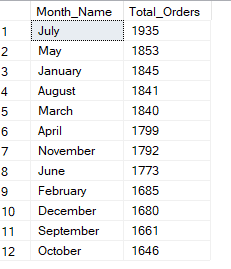 Month_Name Total_Orders
1 July 1935
2 May 1853
3 January 1845
4 August 1841
5 March 1840
6 April 1799
7 November 1792
8 June 1773
9 February 1685
10 December 1680
11 September 1661
12 October 1646